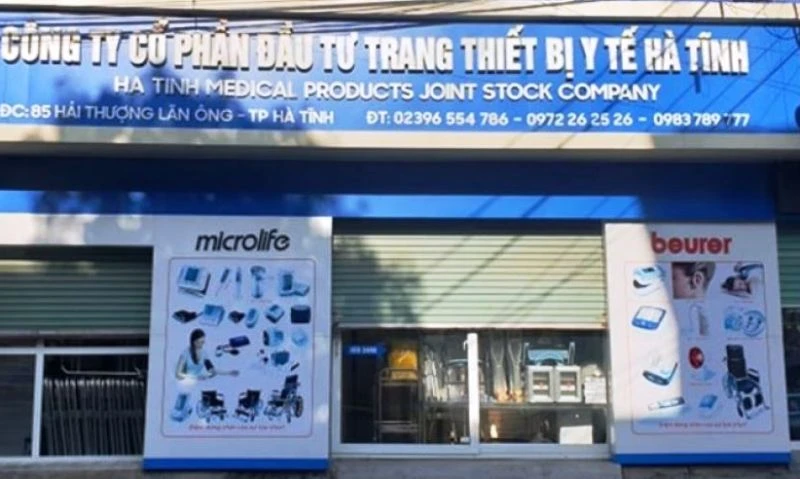 CÔNG TY CỔ PHẦN ĐẦU TƯ TRANG THIẾT BỊ Y TẾ HÀ TĨNH
HA TINH MEDICAL PRODUCTS JOINT STOCK COMPANY
ĐC: 85 HẢI THƯỢNG LÃN ÔNG - TP HÀ TĨNH ĐT: 02396 554 786 - 0972 26 25 26 - 0983 789 777
microlife
beurer